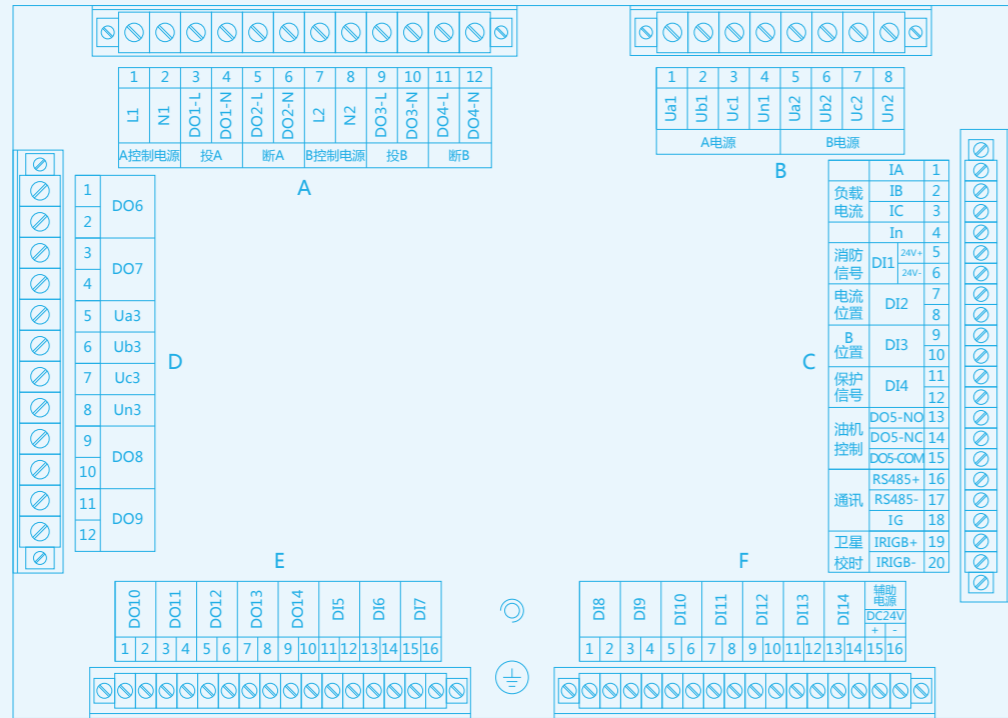 1 2 3 4 5 6 7 8 9 10 11 12
L1 N1 DO1-L DO1-N DO2-L DO2-N L2 N2 DO3-L DO3-N DO4-L DO4-N
A控制电源 投A 断A B控制电源 投B 断B
A
1 2 3 4 5 6 7 8
Ua1 Ub1 Uc1 Un1 Ua2 Ub2 Uc2 Un2
A电源 B电源
B
1
DO6
2
3
DO7
4
5 Ua3
6 Ub3
7 Uc3
8 Un3
9
DO8
10
11
DO9
12
D
C
IA 1
负载 IB 2
电流 IC 3
In 4
消防 DI1 24V+ 5
信号 24V- 6
电流 DI2 7
位置 8
B DI3 9
位置 10
保护 DI4 11
信号 12
油机 DO5-NO 13
控制 DO5-NC 14
DO5-COM 15
RS485+ 16
通讯 RS485- 17
IG 18
卫星 IRIGB+ 19
校时 IRIGB- 20
E
DO10 DO11 DO12 DO13 DO14 DI5 DI6 DI7
1 2 3 4 5 6 7 8 9 10 11 12 13 14 15 16
F
DI8 DI9 DI10 DI11 DI12 DI13 DI14 辅助
电源
DC24V
+ -
1 2 3 4 5 6 7 8 9 10 11 12 13 14 15 16